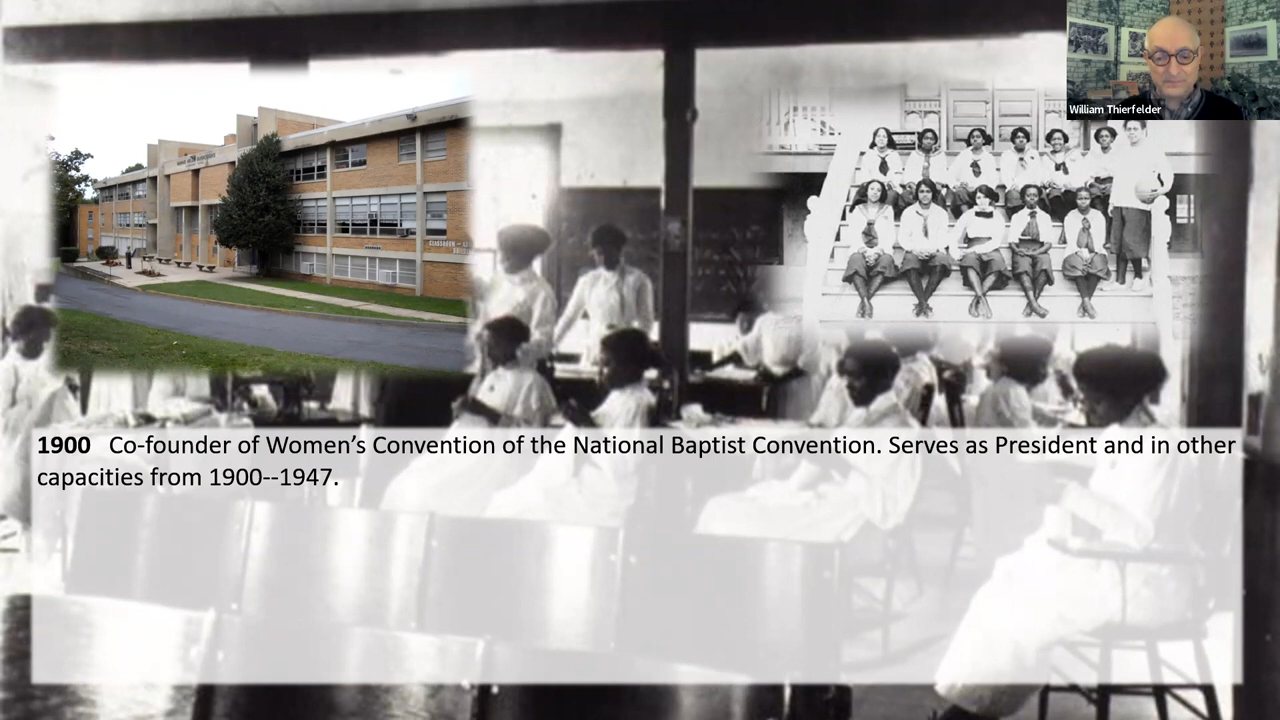 William Thierfelder
1900 Co-founder of Women’s Convention of the National Baptist Convention. Serves as President and in other
capacities from 1900--1947.